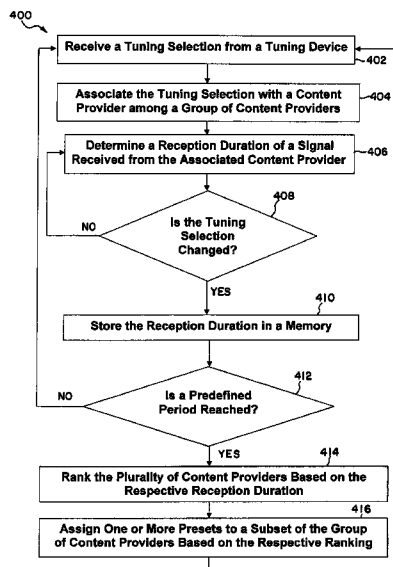 400
Receive a Tuning Selection from a Tuning Device
402
Associate the Tuning Selection with a Content
Provider among a Group of Content Providers
404
Determine a Reception Duration of a Signal
Received from the Associated Content Provider
406
408
Is the Tuning
Selection
Changed?
NO
YES
410
Store the Reception Duration in a Memory
412
Is a Predefined
Period Reached?
NO
YES
414
Rank the Plurality of Content Providers Based on the
Respective Reception Duration
416
Assign One or More Presets to a Subset of the Group
of Content Providers Based on the Respective Ranking